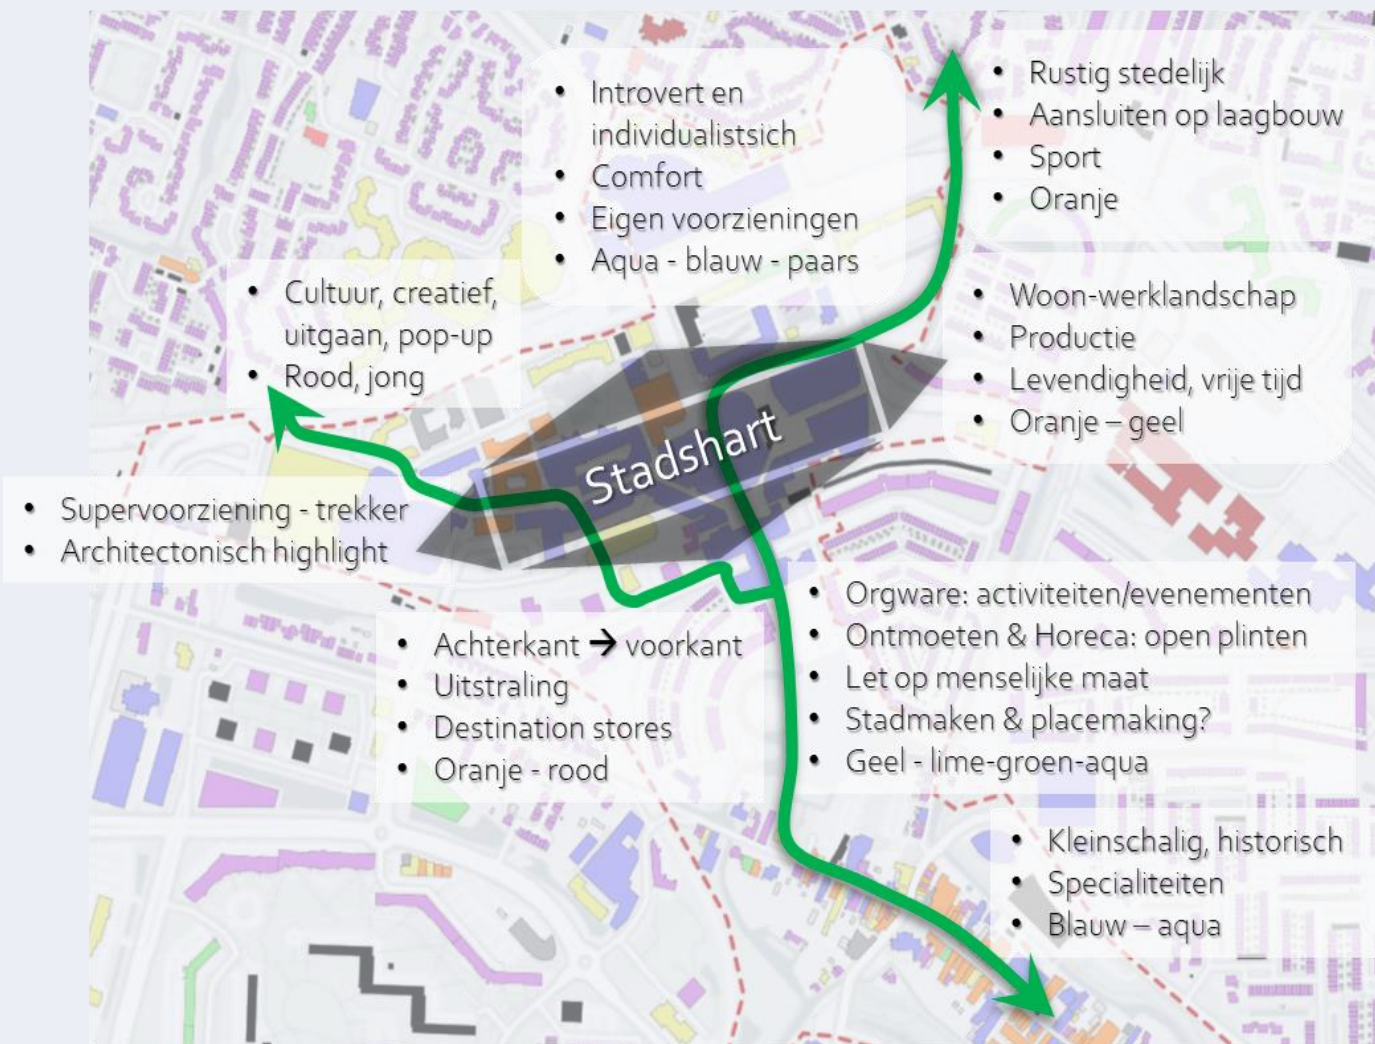 • Introvert en
individualistsich
• Comfort
• Eigen voorzieningen
• Aqua - blauw - paars
• Rustig stedelijk
• Aansluiten op laagbouw
• Sport
• Oranje
• Cultuur, creatief,
uitgaan, pop-up
• Rood, jong
• Woon-werklandschap
• Productie
• Levendigheid, vrije tijd
• Oranje – geel
Stadshart
• Supervoorziening - trekker
• Architectonisch highlight
• Achterkant → voorkant
• Uitstraling
• Destination stores
• Oranje - rood
• Orgware: activiteiten/evenementen
• Ontmoeten & Horeca: open plinten
• Let op menselijke maat
• Stadmaken & placemaking?
• Geel - lime-groen-aqua
• Kleinschalig, historisch
• Specialiteiten
• Blauw – aqua